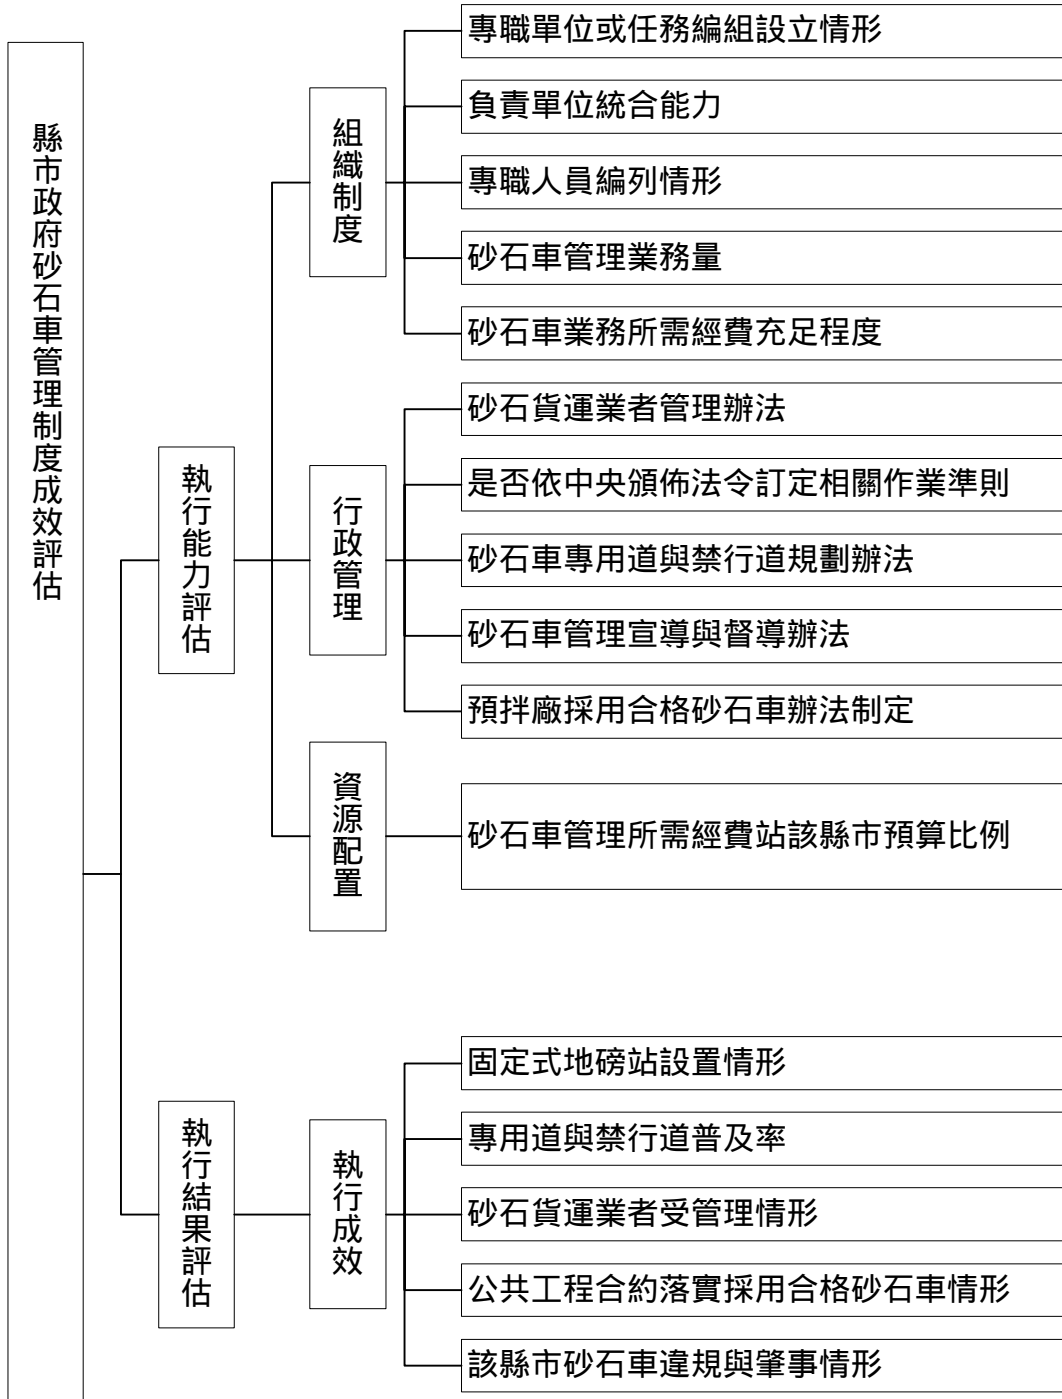 縣市政府砂石車管理制度成效評估
執行能力評估
組織制度
專職單位或任務編組設立情形
負責單位統合能力
專職人員編列情形
砂石車管理業務量
砂石車業務所需經費充足程度
行政管理
砂石貨運業者管理辦法
是否依中央頒佈法令訂定相關作業準則
砂石車專用道與禁行道規劃辦法
砂石車管理宣導與督導辦法
預拌廠採用合格砂石車辦法制定
資源配置
砂石車管理所需經費站該縣市預算比例
執行結果評估
執行成效
固定式地磅站設置情形
專用道與禁行道普及率
砂石貨運業者受管理情形
公共工程合約落實採用合格砂石車情形
該縣市砂石車違規與肇事情形